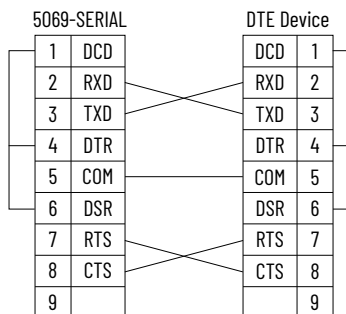 5069-SERIAL DTE Device
1 DCD DCD 1
2 RXD RXD 2
3 TXD TXD 3
4 DTR DTR 4
5 COM COM 5
6 DSR DSR 6
7 RTS RTS 7
8 CTS CTS 8
9 9